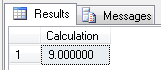 Results Messages
Calculation
1 9.000000